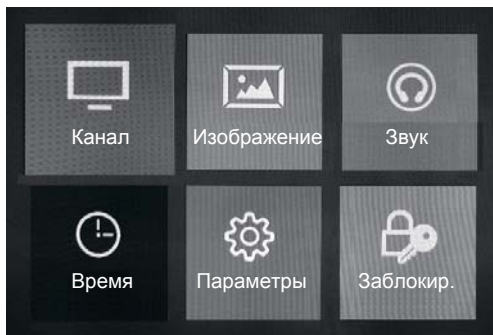 Канал
Изображение
Звук
Время
Параметры
Заблокир.